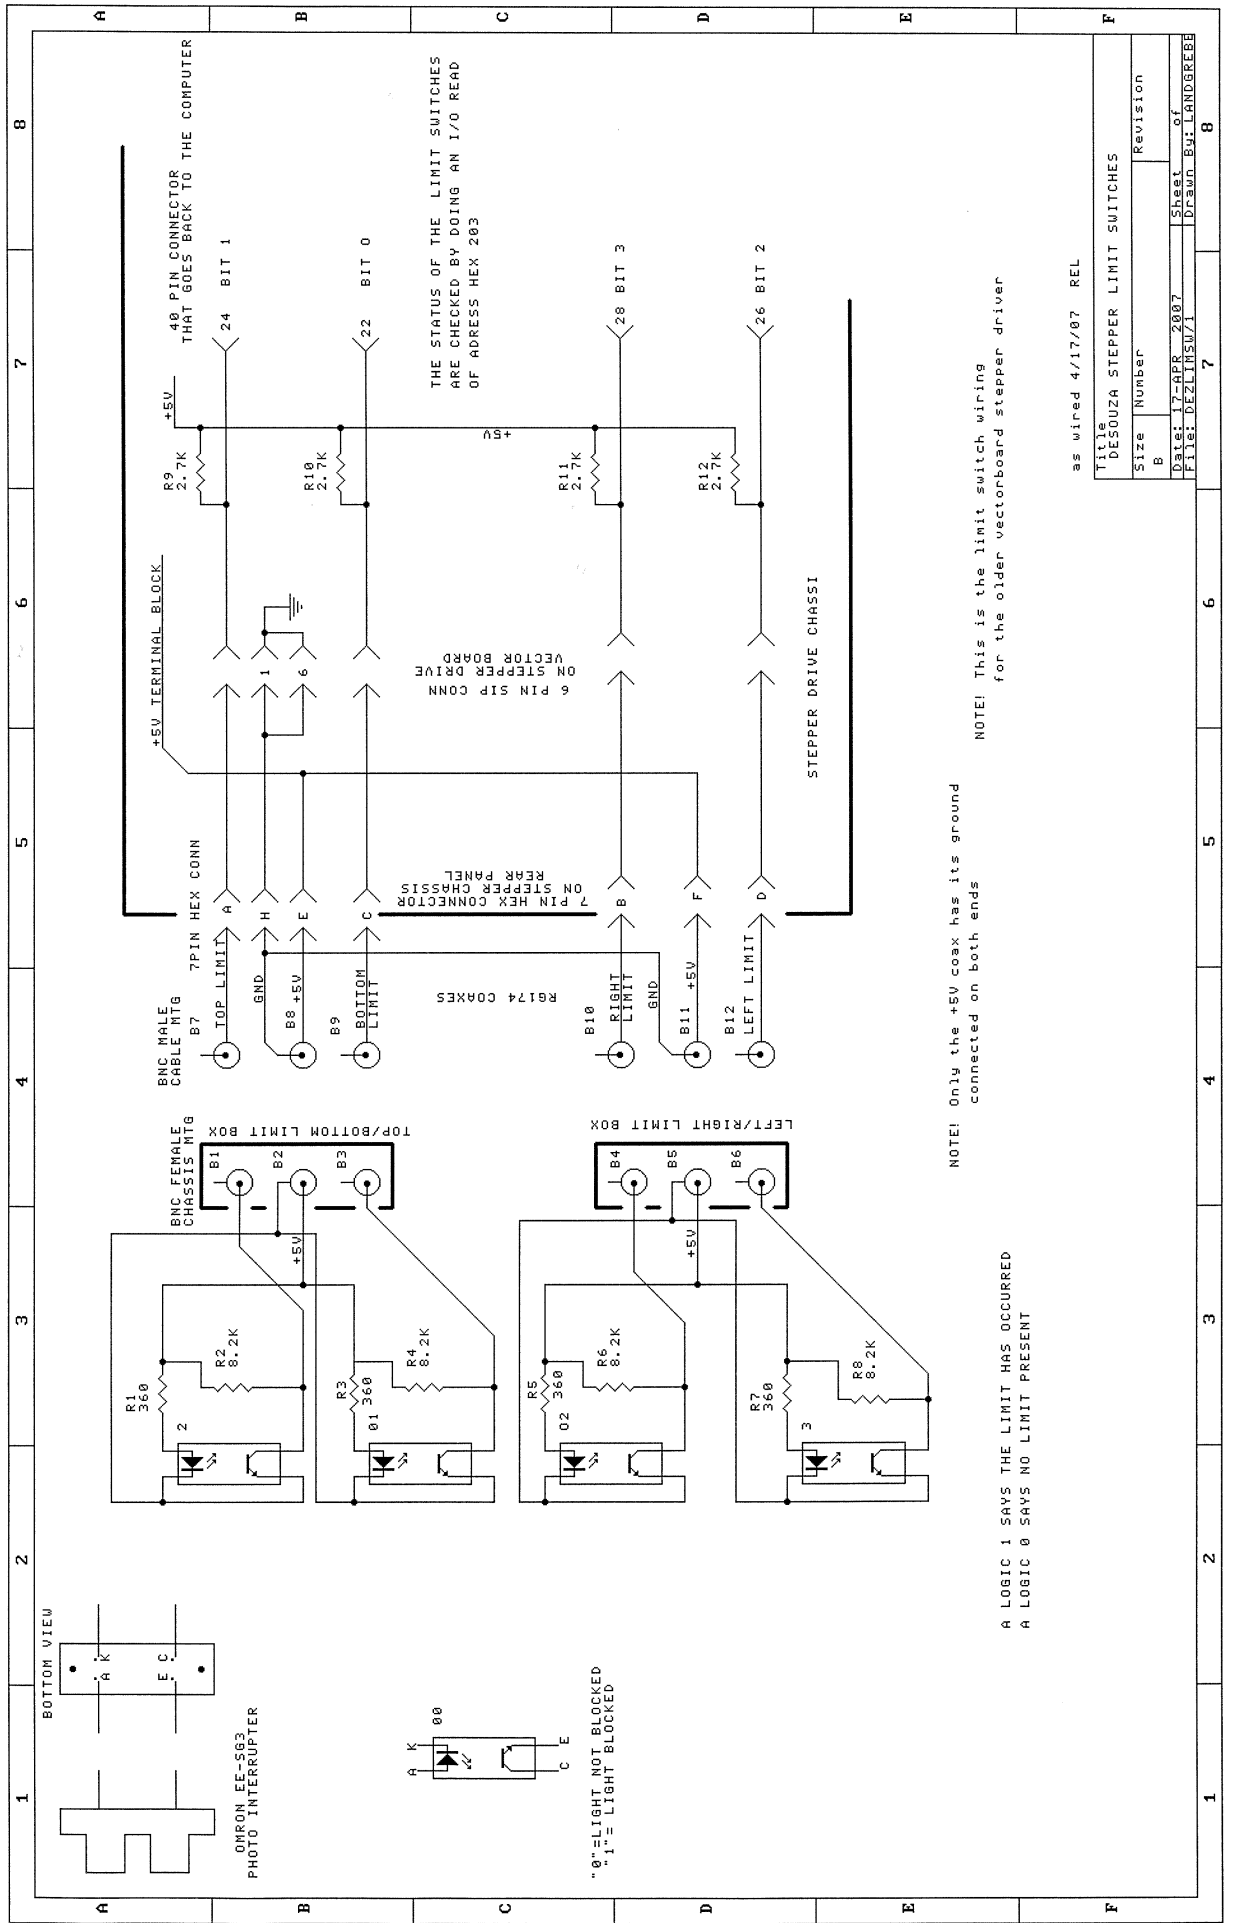 1 2 3 4 5 6 7 8
A
B
C
D
E
F
BOTTOM VIEW
A K
E C
OMRON EE-SG3
PHOTO INTERRUPTER
00
A K
C E
"0"=LIGHT NOT BLOCKED
"1"= LIGHT BLOCKED
R1
360
2
R2
8.2K
R3
360
01
R4
8.2K
+5V
BNC FEMALE
CHASSIS MTG
B1
B2
B3
TOP/BOTTOM LIMIT BOX
R5
360
02
R6
8.2K
R7
360
3
R8
8.2K
+5V
B4
B5
B6
LEFT/RIGHT LIMIT BOX
A LOGIC 1 SAYS THE LIMIT HAS OCCURRED
A LOGIC 0 SAYS NO LIMIT PRESENT
BNC MALE
CABLE MTG
B7
TOP LIMIT
GND
B8
+5V
B9
BOTTOM
LIMIT
RG174 COAXES
B10
RIGHT
LIMIT
GND
B11
+5V
B12
LEFT LIMIT
7PIN HEX CONN
A
H
E
C
7 PIN HEX CONNECTOR
ON STEPPER CHASSIS
REAR PANEL
B
F
D
+5V TERMINAL BLOCK
1
6
6 PIN SIP CONN
ON STEPPER DRIVE
VECTOR BOARD
STEPPER DRIVE CHASSI
R9
2.7K
R10
2.7K
R11
2.7K
R12
2.7K
+5V
+5V
40 PIN CONNECTOR
THAT GOES BACK TO THE COMPUTER
24 BIT 1
22 BIT 0
THE STATUS OF THE LIMIT SWITCHES
ARE CHECKED BY DOING AN I/O READ
OF ADRESS HEX 203
28 BIT 3
26 BIT 2
NOTE! Only the +5V coax has its ground
connected on both ends
NOTE! This is the limit switch wiring
for the older vectorboard stepper driver
as wired 4/17/07 REL
Title
DESOUZA STEPPER LIMIT SWITCHES
Size Number Revision
B
Date: 17-APR 2007 Sheet of
File: DEZLIMSW/1 Drawn By: LANDGREBE
1 2 3 4 5 6 7 8
A
B
C
D
E
F